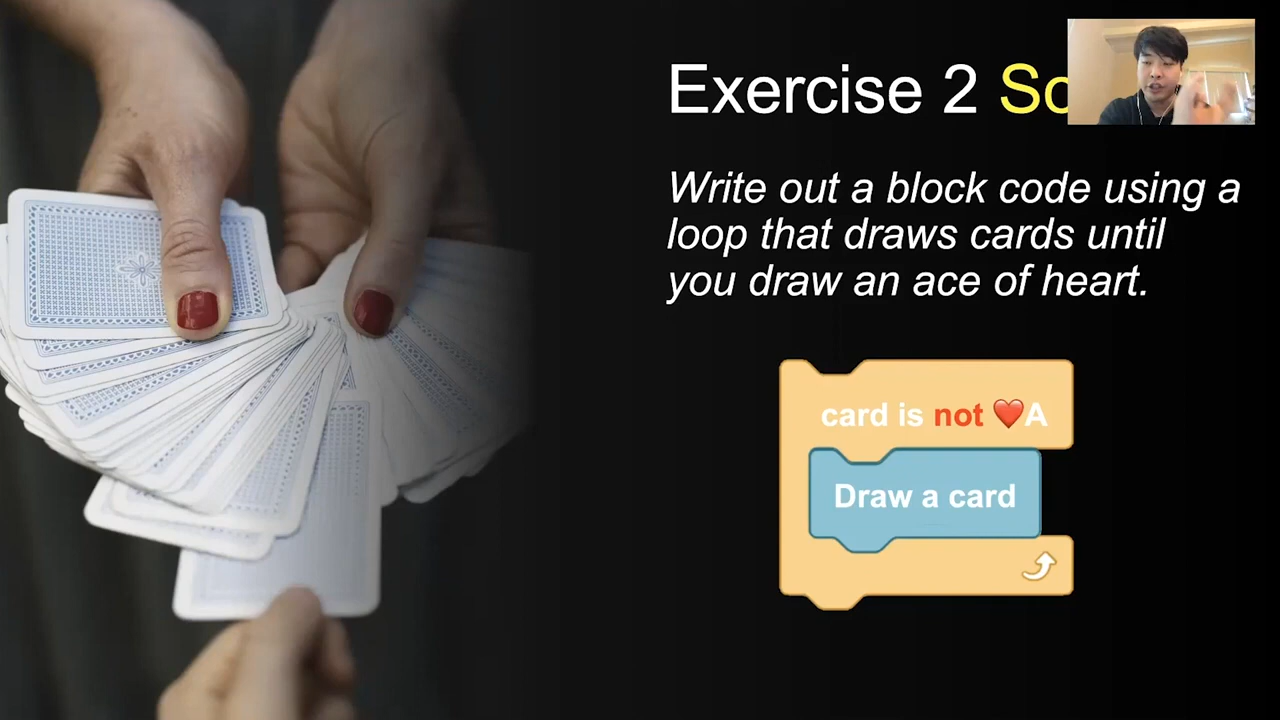 Exercise 2
Write out a block code using a
loop that draws cards until
you draw an ace of heart.
card is not ❤️A
Draw a card